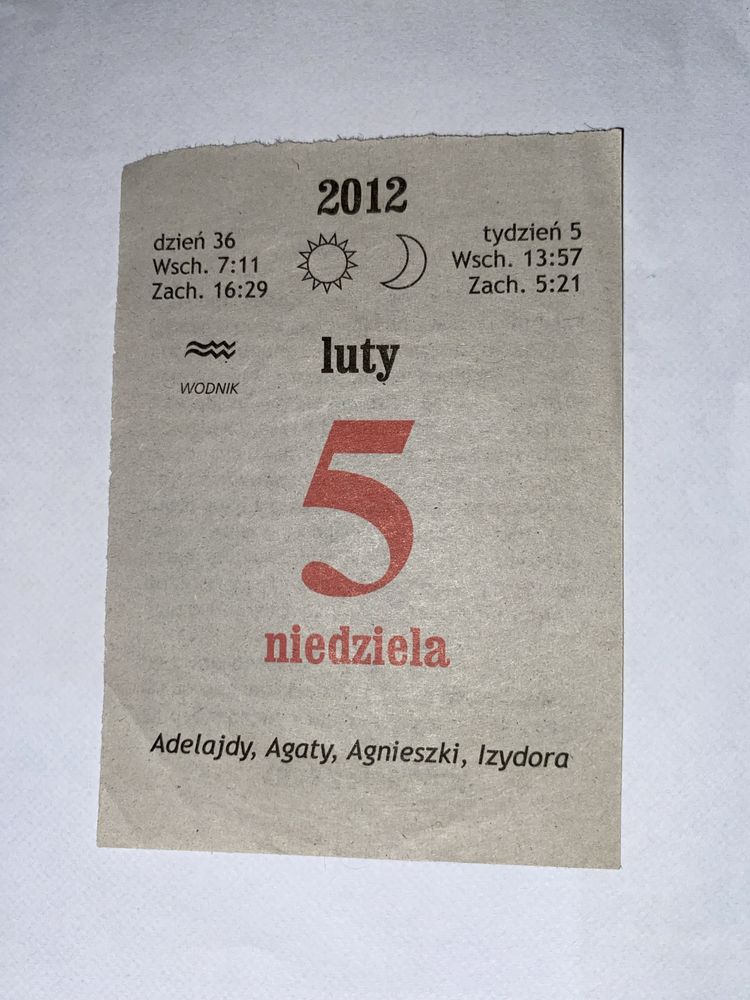 2012
dzień 36
Wsch. 7:11
Zach. 16:29
tydzień 5
Wsch. 13:57
Zach. 5:21
WODNIK
luty
5
niedziela
Adelajdy, Agaty, Agnieszki, Izydora